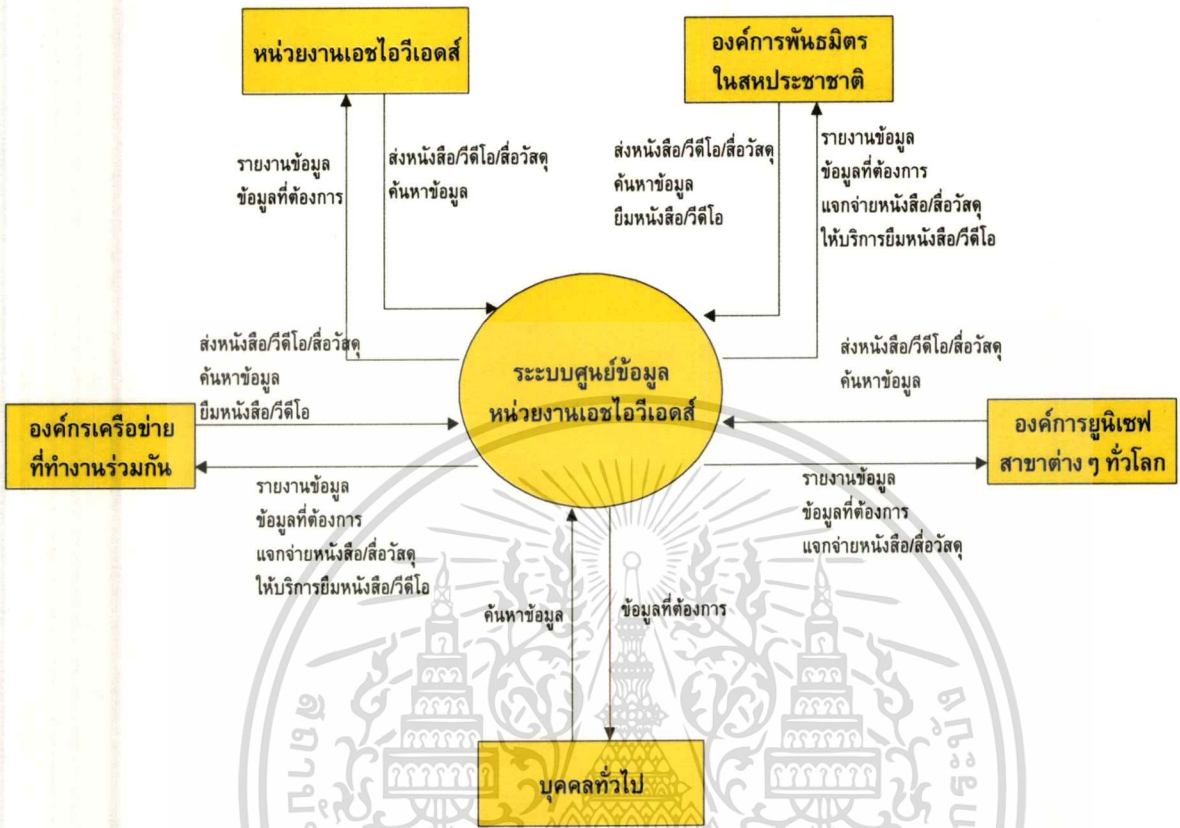 หน่วยงานเอชไอวีเอดส์
องค์การพันธมิตร
ในสหประชาชาติ
รายงานข้อมูล
ข้อมูลที่ต้องการ
ส่งหนังสือ/วีดีโอ/สื่อวัสดุ
ค้นหาข้อมูล
ส่งหนังสือ/วีดีโอ/สื่อวัสดุ
ค้นหาข้อมูล
ยืมหนังสือ/วีดีโอ
รายงานข้อมูล
ข้อมูลที่ต้องการ
แจกจ่ายหนังสือ/สื่อวัสดุ
ให้บริการยืมหนังสือ/วีดีโอ
ส่งหนังสือ/วีดีโอ/สื่อวัสดุ
ค้นหาข้อมูล
ยืมหนังสือ/วีดีโอ
ระะบบศูนย์ข้อมูล
หน่วยงานเอชไอวีเอดส์
ส่งหนังสือ/วีดีโอ/สื่อวัสดุ
ค้นหาข้อมูล
องค์กรเครือข่าย
ที่ทำงานร่วมกัน
องค์การยูนิเซฟ
สาขาต่าง ๆ ทั่วโลก
รายงานข้อมูล
ข้อมูลที่ต้องการ
แจกจ่ายหนังสือ/สื่อวัสดุ
ให้บริการยืมหนังสือ/วีดีโอ
รายงานข้อมูล
ข้อมูลที่ต้องการ
แจกจ่ายหนังสือ/สื่อวัสดุ
ค้นหาข้อมูล
ข้อมูลที่ต้องการ
บุคคลทั่วไป